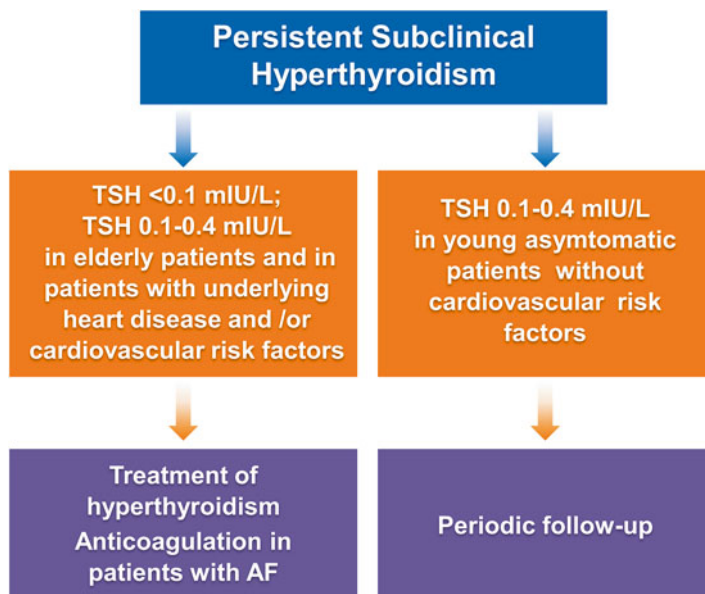 Persistent Subclinical
Hyperthyroidism
TSH <0.1 mIU/L;
TSH 0.1-0.4 mIU/L
in elderly patients and in
patients with underlying
heart disease and /or
cardiovascular risk factors
TSH 0.1-0.4 mIU/L
in young asymtomatic
patients without
cardiovascular risk
factors
Treatment of
hyperthyroidism
Anticoagulation in
patients with AF
Periodic follow-up